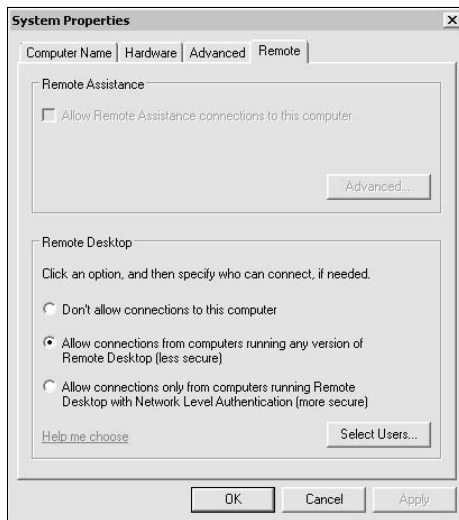 System Properties
Computer Name Hardware Advanced Remote
Remote Assistance
Allow Remote Assistance connections to this computer
Advanced...
Remote Desktop
Click an option, and then specify who can connect, if needed.
Don't allow connections to this computer
Allow connections from computers running any version of
Remote Desktop (less secure)
Allow connections only from computers running Remote
Desktop with Network Level Authentication (more secure)
Help me choose
Select Users...
OK Cancel Apply